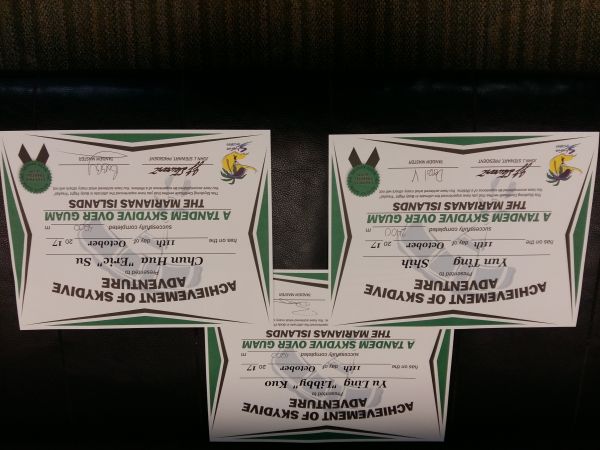 ACHIEVEMENT OF SKYDIVE
ADVENTURE
Presented to
Yu Ling "Libby" Kuo
has on the 11th day of October 20 17
successfully completed m
A TANDEM SKYDIVE OVER GUAM
THE MARIANAS ISLANDS
TANDEM MASTER
ACHIEVEMENT OF SKYDIVE
ADVENTURE
Presented to
Yun Ting Shih
has on the 11th day of October 20 17
successfully completed 2400 m
A TANDEM SKYDIVE OVER GUAM
THE MARIANAS ISLANDS
JOHN L STEWART PRESIDENT
TANDEM MASTER
ACHIEVEMENT OF SKYDIVE
ADVENTURE
Presented to
Chun Hua "Eric" Su
has on the 11th day of October 20 17
successfully completed m
A TANDEM SKYDIVE OVER GUAM
THE MARIANAS ISLANDS
JOHN L STEWART PRESIDENT
TANDEM MASTER